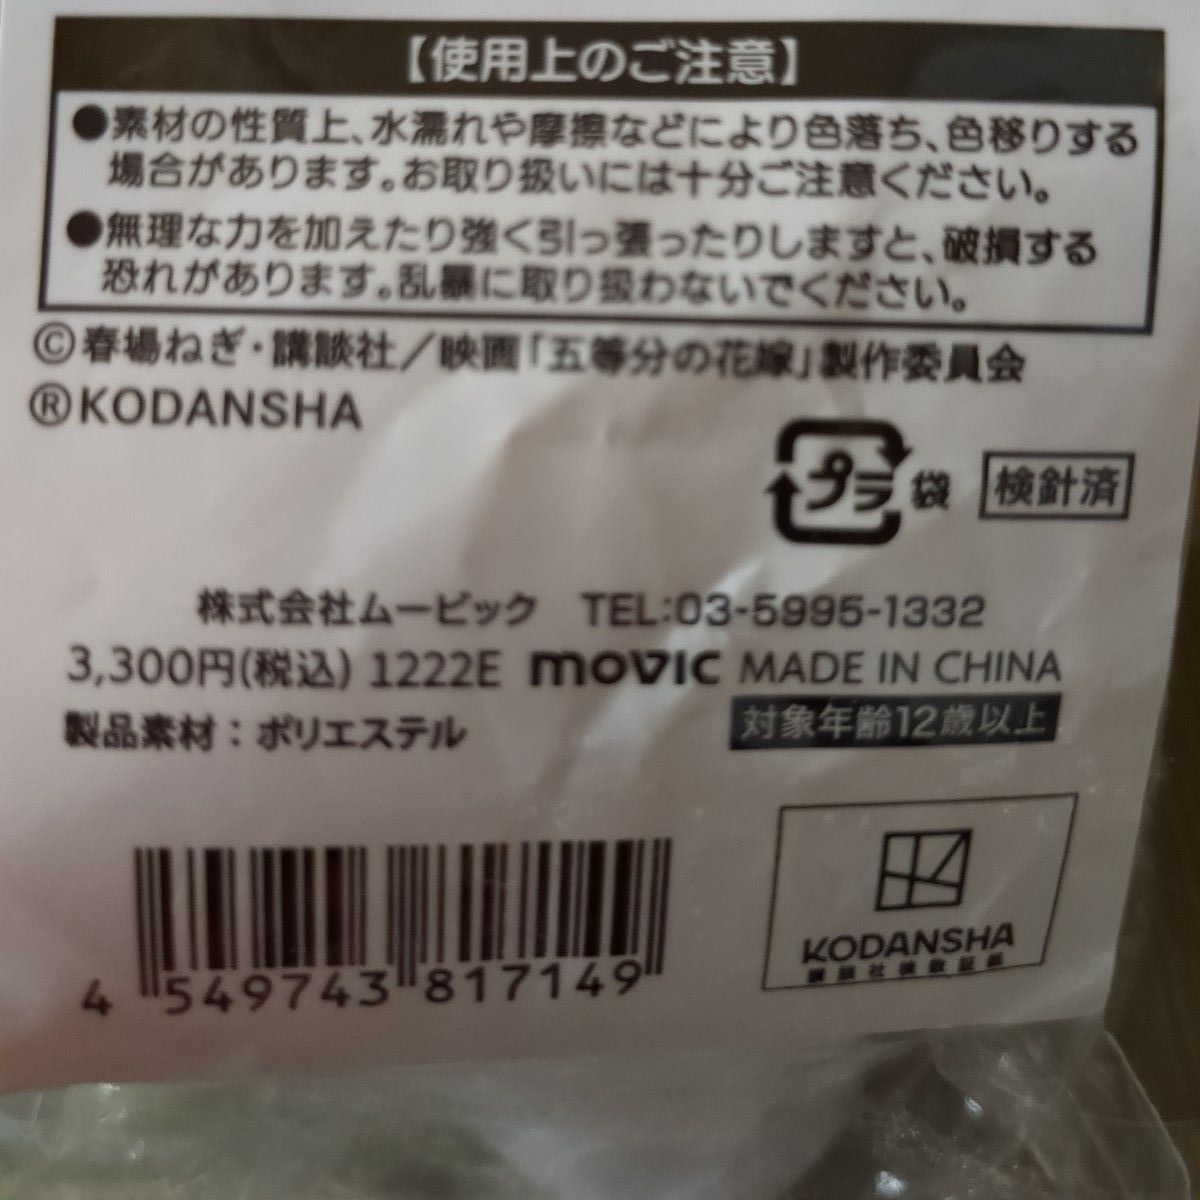 【使用上のご注意】
●素材の性質上、水濡れや摩擦などにより色落ち、色移りする
場合があります。お取り扱いには十分ご注意ください。
●無理な力を加えたり強く引っ張ったりしますと、破損する
恐れがあります。乱暴に取り扱わないでください。
©春場ねぎ・講談社／映画「五等分の花嫁」製作委員会
®KODANSHA
プラ 袋 検針済
株式会社ムービック TEL:03-5995-1332
3,300円(税込) 1222E movic MADE IN CHINA
製品素材：ポリエステル 対象年齢12歳以上
4 549743 817149
KODANSHA
講談社検数証紙